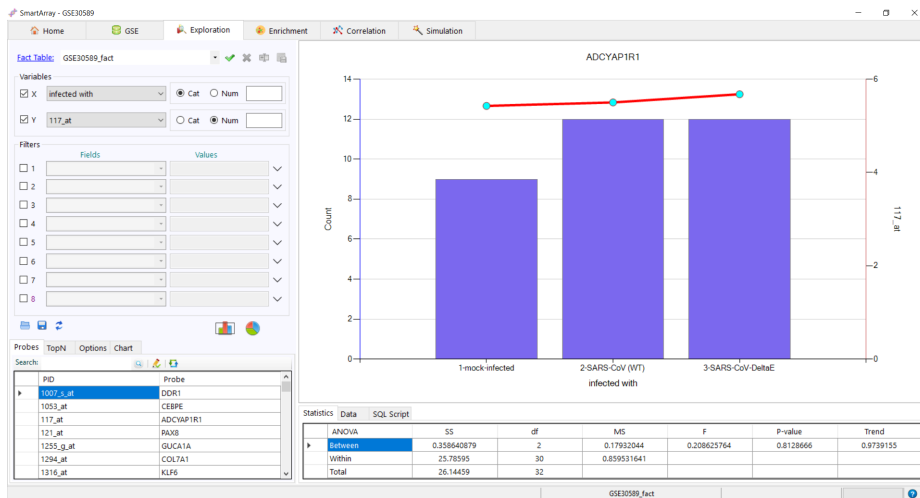 SmartArray - GSE30589
Home GSE Exploration Enrichment Correlation Simulation
Fact Table: GSE30589_fact
Variables
X infected with Cat Num
Y 117_at Cat Num
Filters
Fields Values
1
2
3
4
5
6
7
8
Probes TopN Options Chart
Search:
PID Probe
1007_s_at DDR1
1053_at CEBPE
117_at ADCYAP1R1
121_at PAX8
1255_g_at GUCA1A
1294_at COL7A1
1316_at KLF6
ADCYAP1R1
14
12
10
8
6
4
2
0
Count
6
4
2
0
117_at
1-mock-infected 2-SARS-CoV (WT) 3-SARS-CoV-DeltaE
infected with
Statistics Data SQL Script
ANOVA SS df MS F P-value Trend
Between 0.358640879 2 0.17932044 0.208625764 0.8128666 0.9739155
Within 25.78595 30 0.859531641
Total 26.14459 32
GSE30589_fact